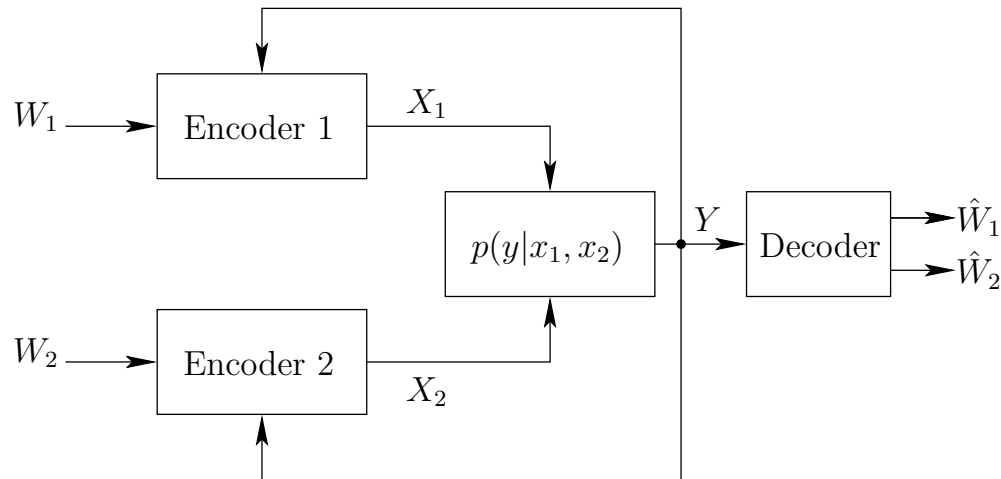 W₁
Encoder 1
X₁
p(y|x₁, x₂)
Y
Decoder
Ŵ₁
Ŵ₂
W₂
Encoder 2
X₂